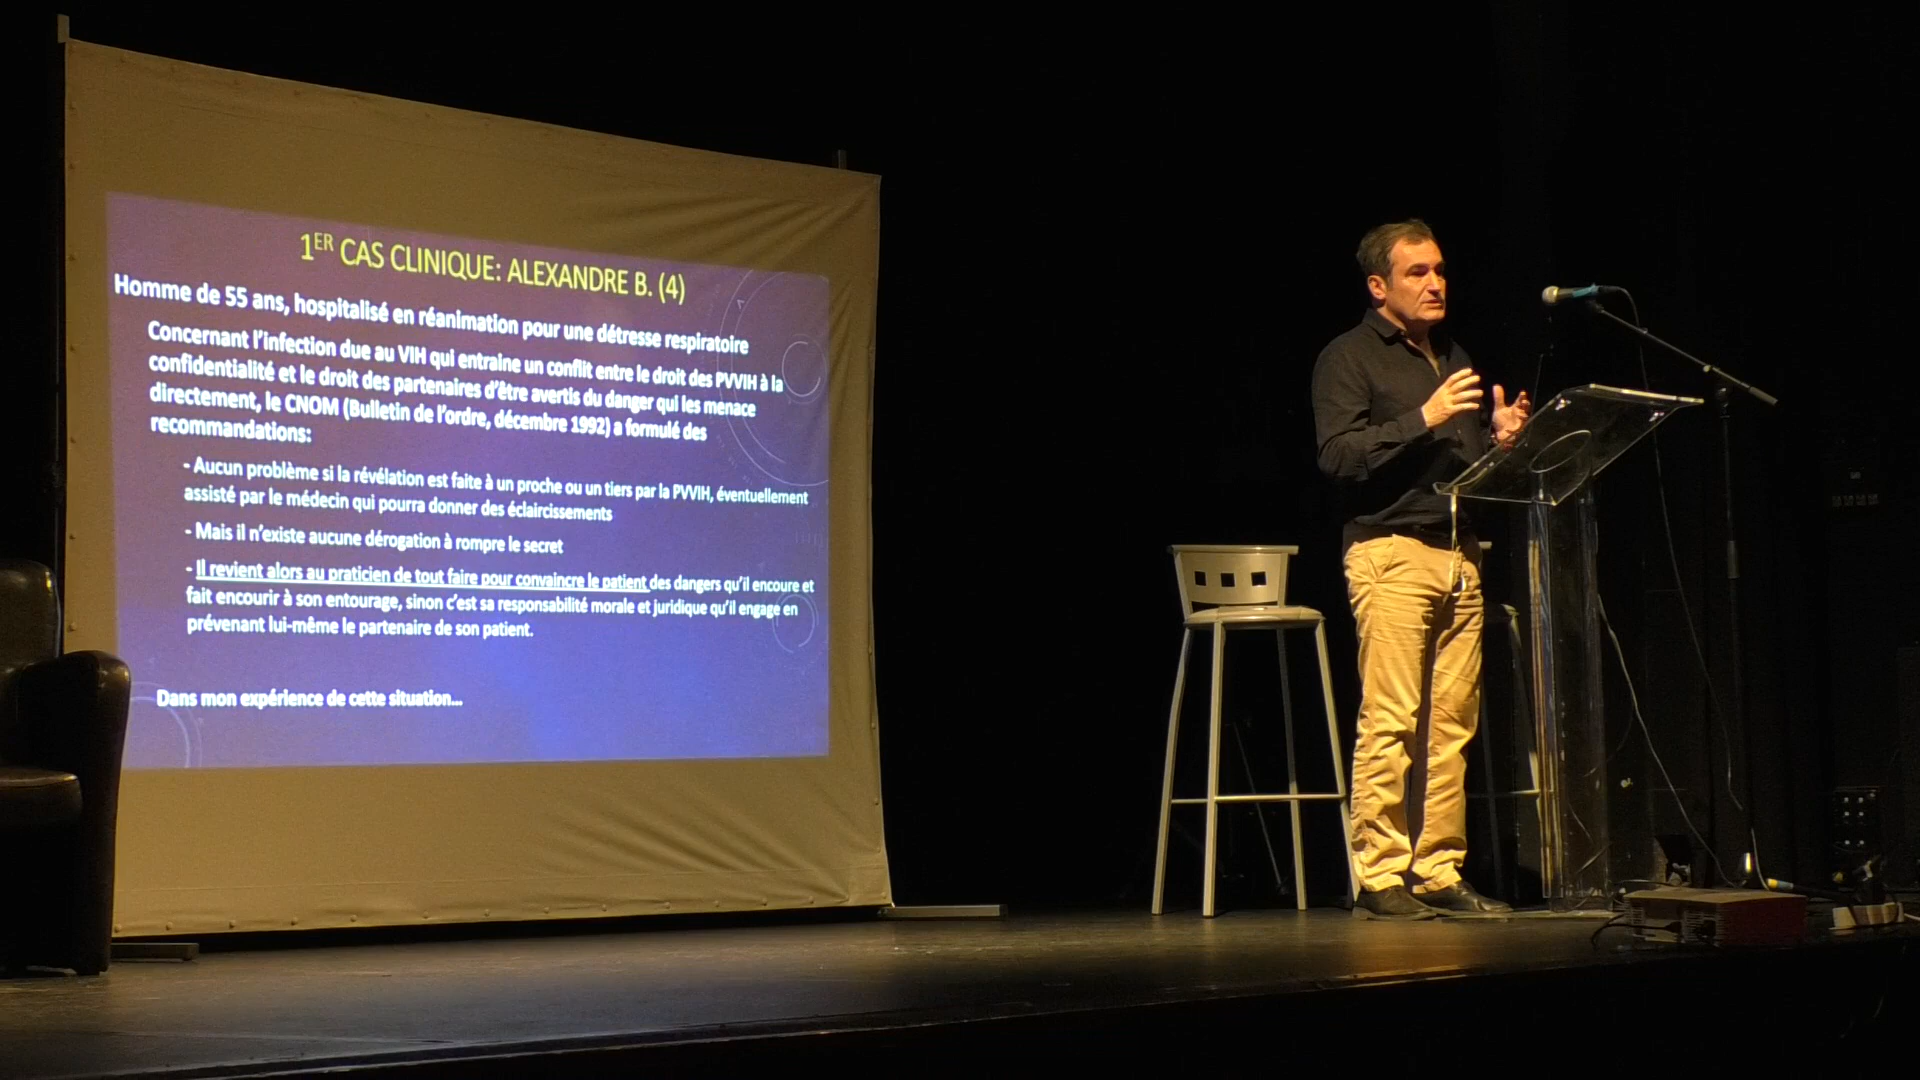 1ER CAS CLINIQUE: ALEXANDRE B. (4)
Homme de 55 ans, hospitalisé en réanimation pour une détresse respiratoire
Concernant l'infection due au VIH qui entraine un conflit entre le droit des PVVIH à la
confidentialité et le droit des partenaires d'être avertis du danger qui les menace
directement, le CNOM (Bulletin de l'ordre, décembre 1992) a formulé des
recommandations:
- Aucun problème si la révélation est faite à un proche ou un tiers par la PVVIH, éventuellement
assisté par le médecin qui pourra donner des éclaircissements
- Mais il n'existe aucune dérogation à rompre le secret
- Il revient alors au praticien de tout faire pour convaincre le patient des dangers qu'il encoure et
fait encourir à son entourage, sinon c'est sa responsabilité morale et juridique qu'il engage en
prévenant lui-même le partenaire de son patient.
Dans mon expérience de cette situation...